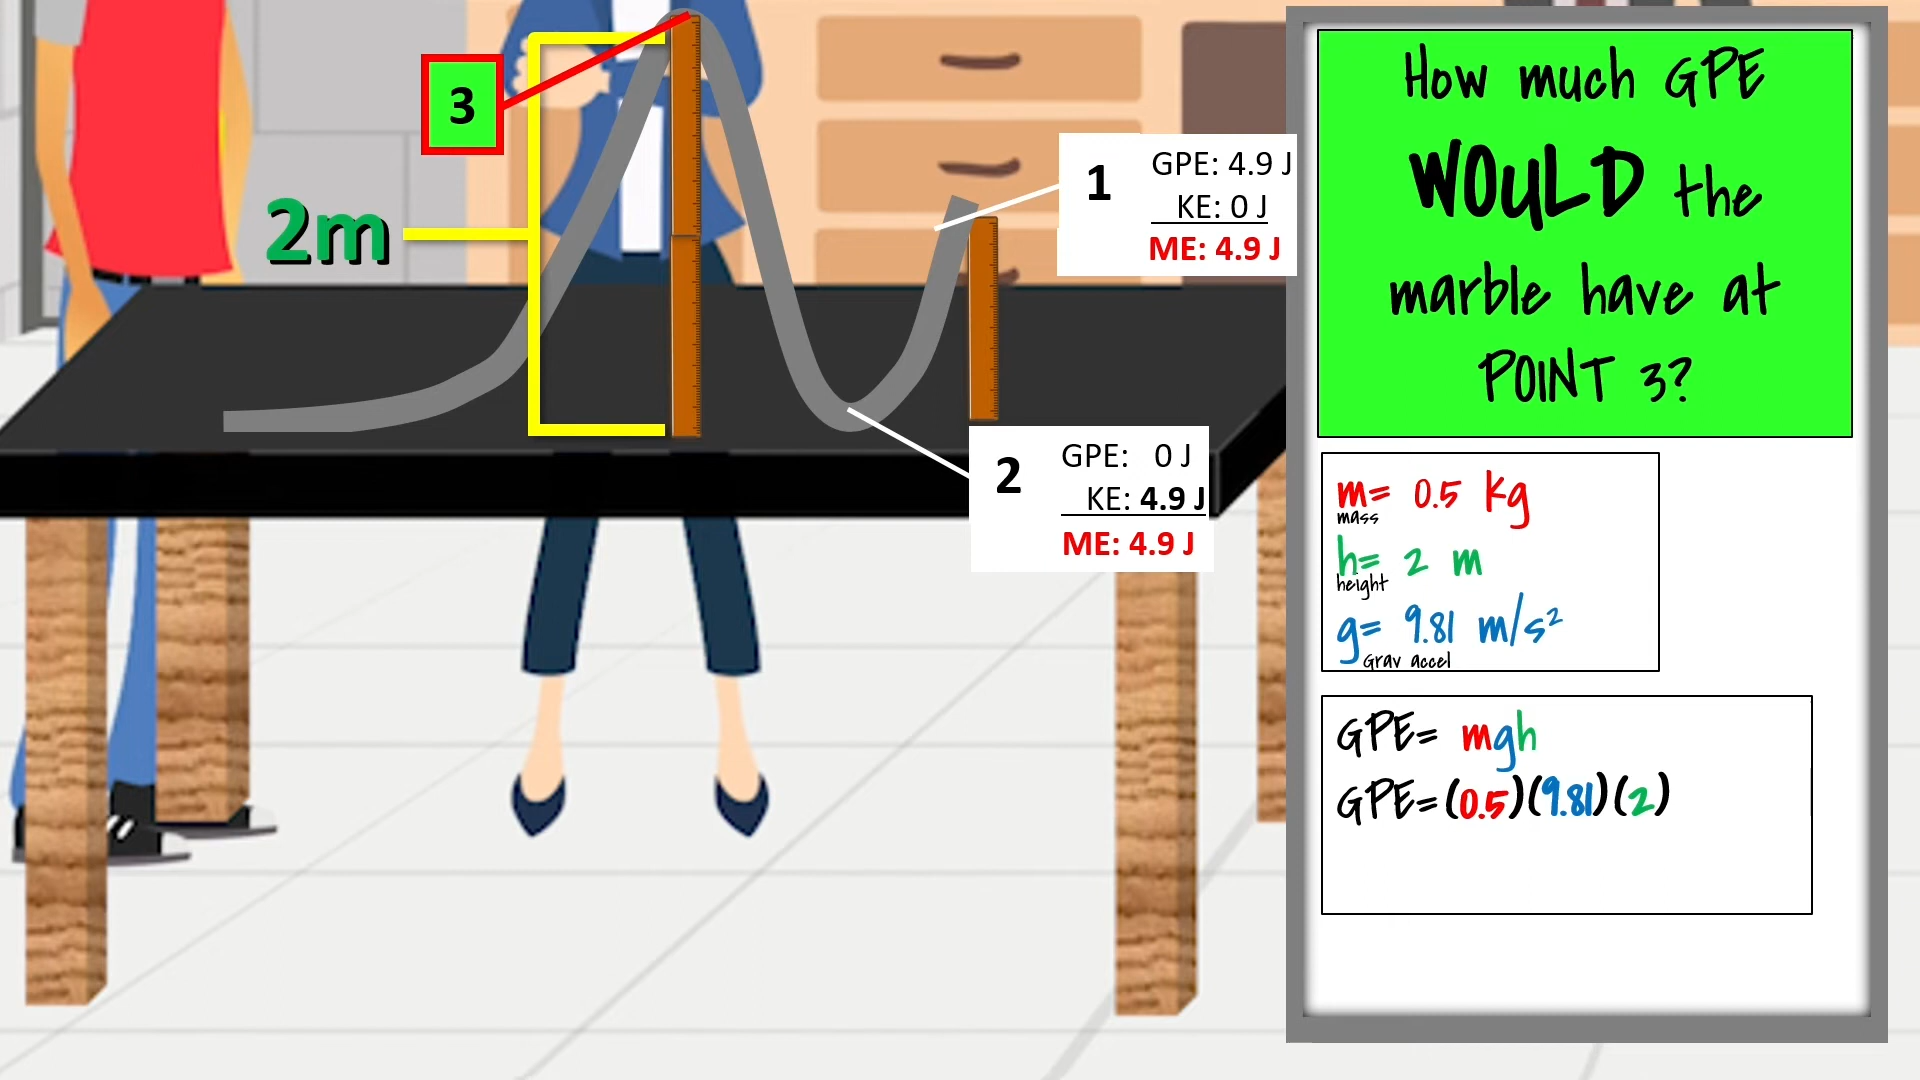 3
2m
1
GPE: 4.9 J
KE: 0 J
ME: 4.9 J
2
GPE: 0 J
KE: 4.9 J
ME: 4.9 J
How much GPE
WOULD the
marble have at
POINT 3?
m= 0.5 kg
mass
h= 2 m
height
g= 9.81 m/s²
Grav accel
GPE= mgh
GPE=(0.5)(9.81)(2)